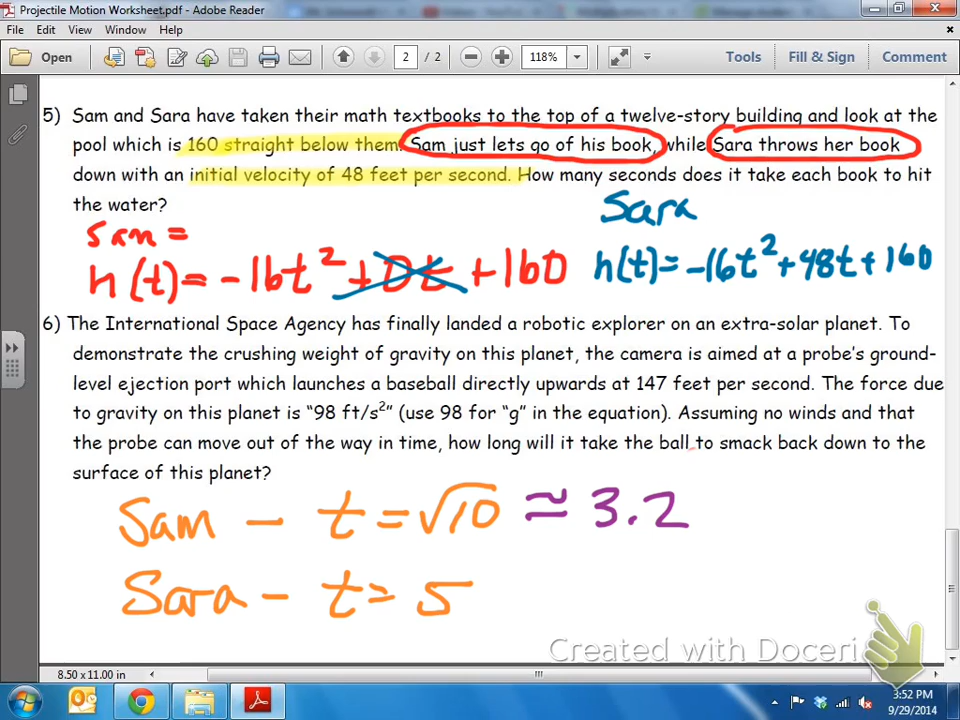 Projectile Motion Worksheet.pdf - Adobe Reader
File Edit View Window Help
Open 2 / 2 118% Tools Fill & Sign Comment
5) Sam and Sara have taken their math textbooks to the top of a twelve-story building and look at the
pool which is 160 straight below them. Sam just lets go of his book, while Sara throws her book
down with an initial velocity of 48 feet per second. How many seconds does it take each book to hit
the water?
Sara
Sam =
h(t)= -16t² +0t +160 h(t)= -16t²+48t+160
6) The International Space Agency has finally landed a robotic explorer on an extra-solar planet. To
demonstrate the crushing weight of gravity on this planet, the camera is aimed at a probe's ground-
level ejection port which launches a baseball directly upwards at 147 feet per second. The force due
to gravity on this planet is "98 ft/s²" (use 98 for "g" in the equation). Assuming no winds and that
the probe can move out of the way in time, how long will it take the ball to smack back down to the
surface of this planet?
Sam - t = √10 ≈ 3.2
Sara - t = 5
Created with Doceri
8.50 x 11.00 in
3:52 PM
9/29/2014